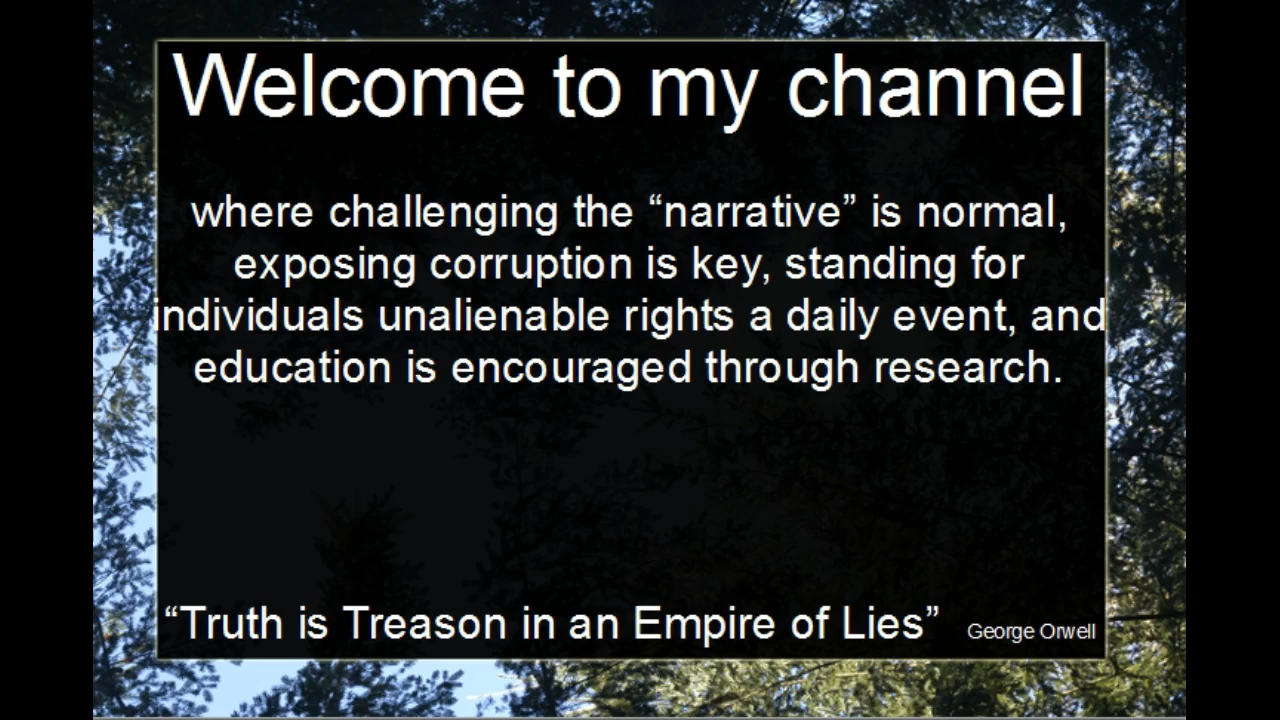 Welcome to my channel
where challenging the “narrative” is normal,
exposing corruption is key, standing for
individuals unalienable rights a daily event, and
education is encouraged through research.
“Truth is Treason in an Empire of Lies” George Orwell